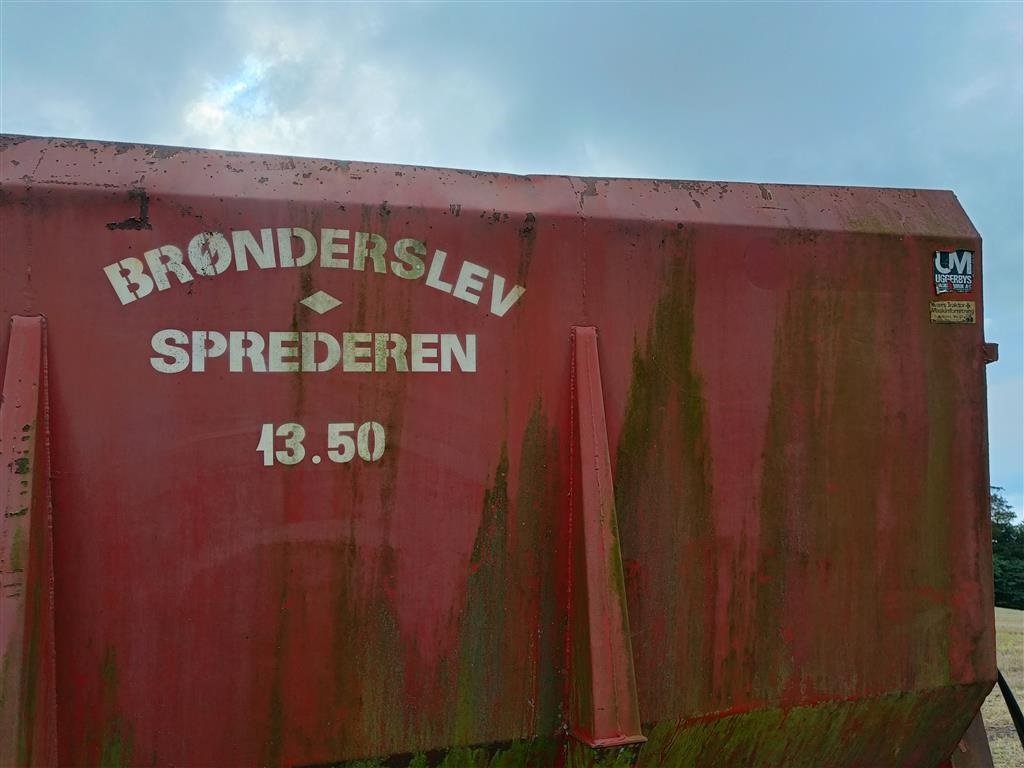 BRØNDERSLEV
SPREDEREN
13.50
UM
UGGERBYS